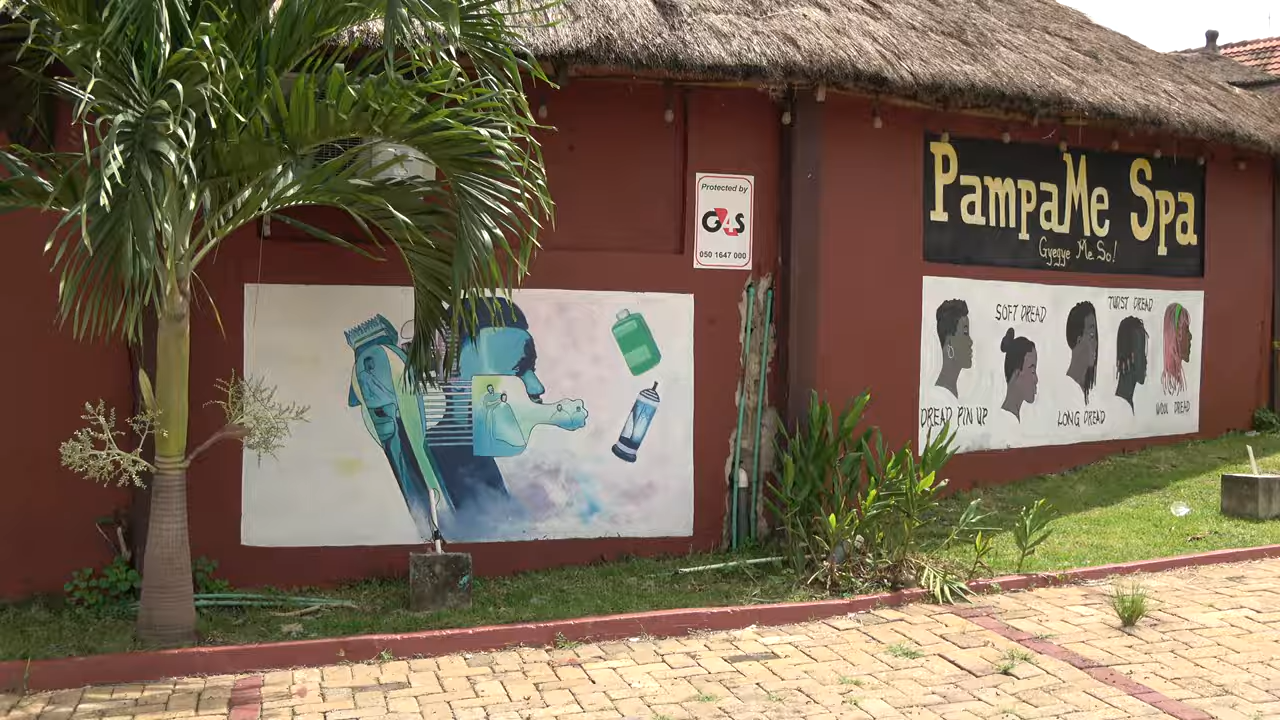 Protected by
G4S
050 1647 000
PampaMe Spa
Gyegye Me So!
SOFT DREAD
TWIST DREAD
DREAD PIN UP
LONG DREAD
WOOL DREAD